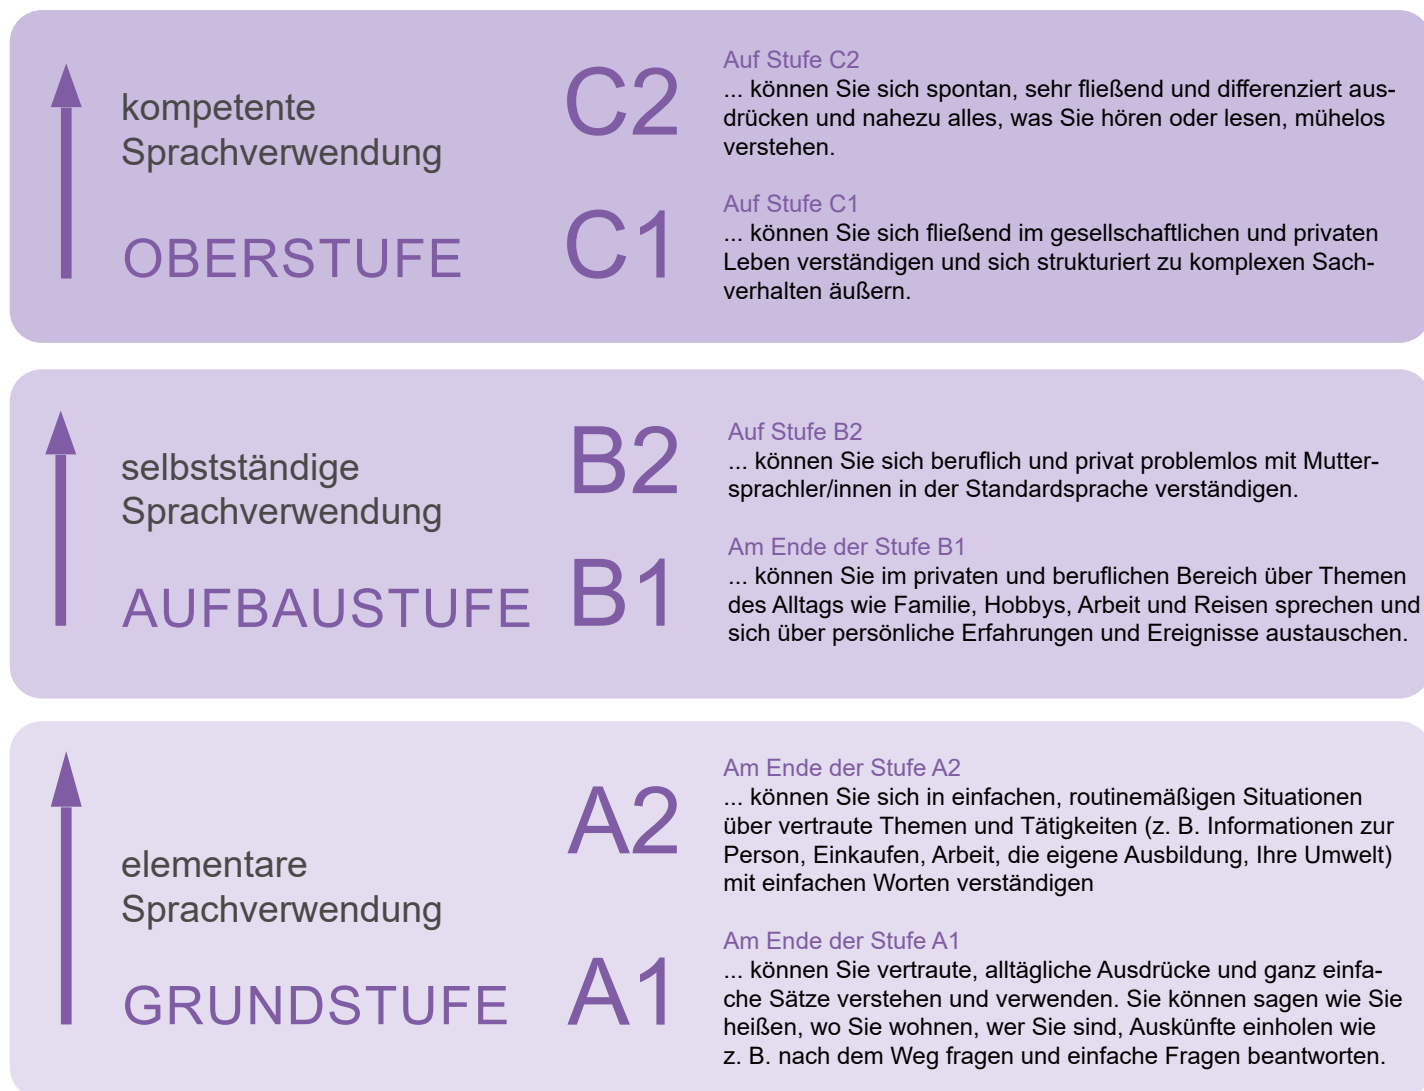 kompetente
Sprachverwendung
OBERSTUFE
C2
Auf Stufe C2
... können Sie sich spontan, sehr fließend und differenziert aus-
drücken und nahezu alles, was Sie hören oder lesen, mühelos
verstehen.
C1
Auf Stufe C1
... können Sie sich fließend im gesellschaftlichen und privaten
Leben verständigen und sich strukturiert zu komplexen Sach-
verhalten äußern.
selbstständige
Sprachverwendung
AUFBAUSTUFE
B2
Auf Stufe B2
... können Sie sich beruflich und privat problemlos mit Mutter-
sprachler/innen in der Standardsprache verständigen.
B1
Am Ende der Stufe B1
... können Sie im privaten und beruflichen Bereich über Themen
des Alltags wie Familie, Hobbys, Arbeit und Reisen sprechen und
sich über persönliche Erfahrungen und Ereignisse austauschen.
elementare
Sprachverwendung
GRUNDSTUFE
A2
Am Ende der Stufe A2
... können Sie sich in einfachen, routinemäßigen Situationen
über vertraute Themen und Tätigkeiten (z. B. Informationen zur
Person, Einkaufen, Arbeit, die eigene Ausbildung, Ihre Umwelt)
mit einfachen Worten verständigen
A1
Am Ende der Stufe A1
... können Sie vertraute, alltägliche Ausdrücke und ganz einfa-
che Sätze verstehen und verwenden. Sie können sagen wie Sie
heißen, wo Sie wohnen, wer Sie sind, Auskünfte einholen wie
z. B. nach dem Weg fragen und einfache Fragen beantworten.